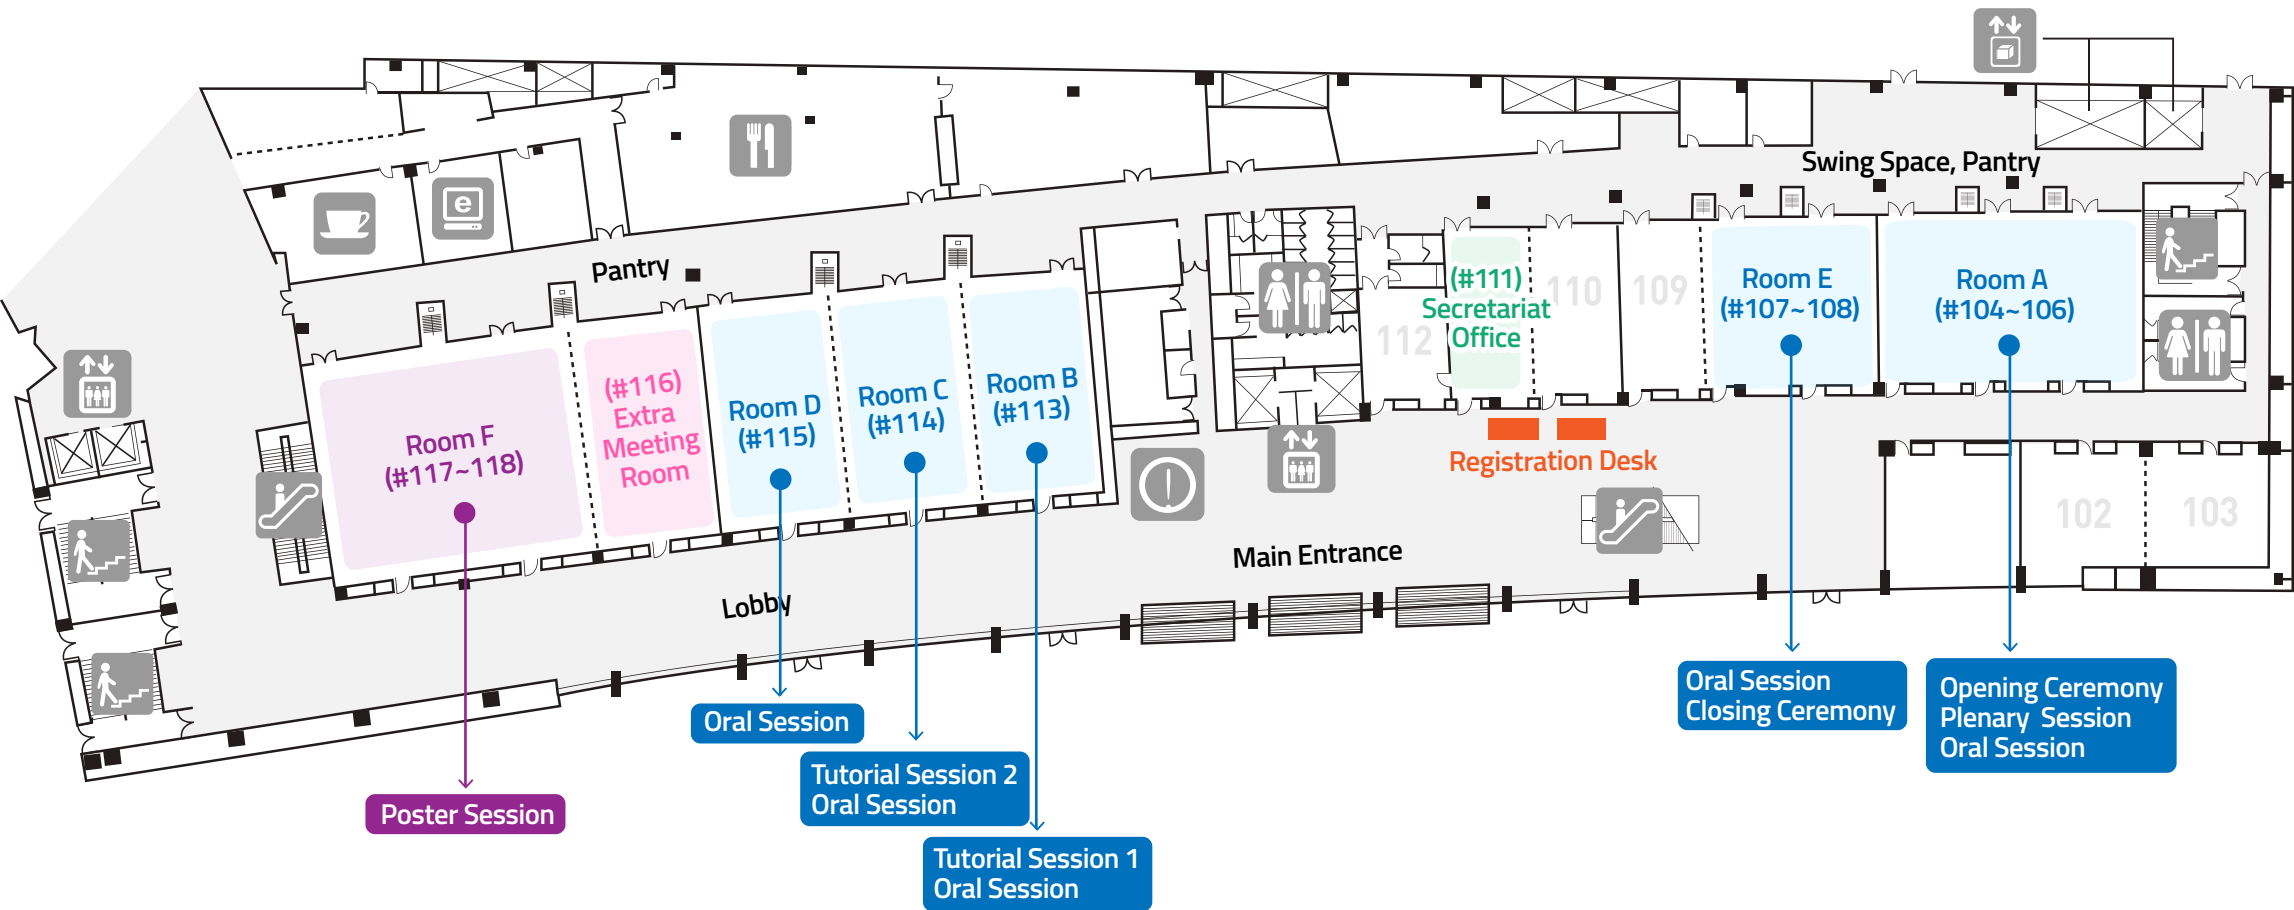 Swing Space, Pantry
e
Pantry
(#111)
Secretariat
Office
110
109
112
Room E
(#107~108)
Room A
(#104~106)
Room F
(#117~118)
(#116)
Extra
Meeting
Room
Room D
(#115)
Room C
(#114)
Room B
(#113)
Registration Desk
102
103
Main Entrance
Lobby
Oral Session
Closing Ceremony
Opening Ceremony
Plenary Session
Oral Session
Oral Session
Tutorial Session 2
Oral Session
Poster Session
Tutorial Session 1
Oral Session